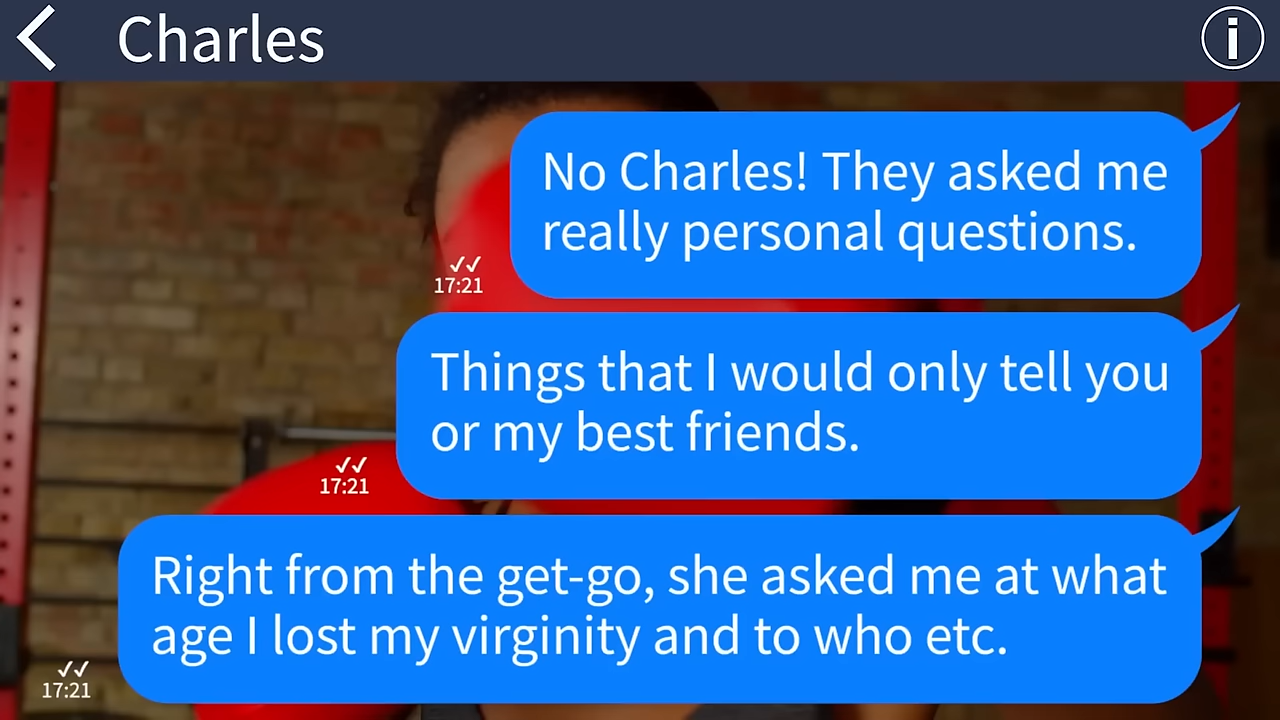 Charles
No Charles! They asked me
really personal questions.
17:21
Things that I would only tell you
or my best friends.
17:21
Right from the get-go, she asked me at what
age I lost my virginity and to who etc.
17:21